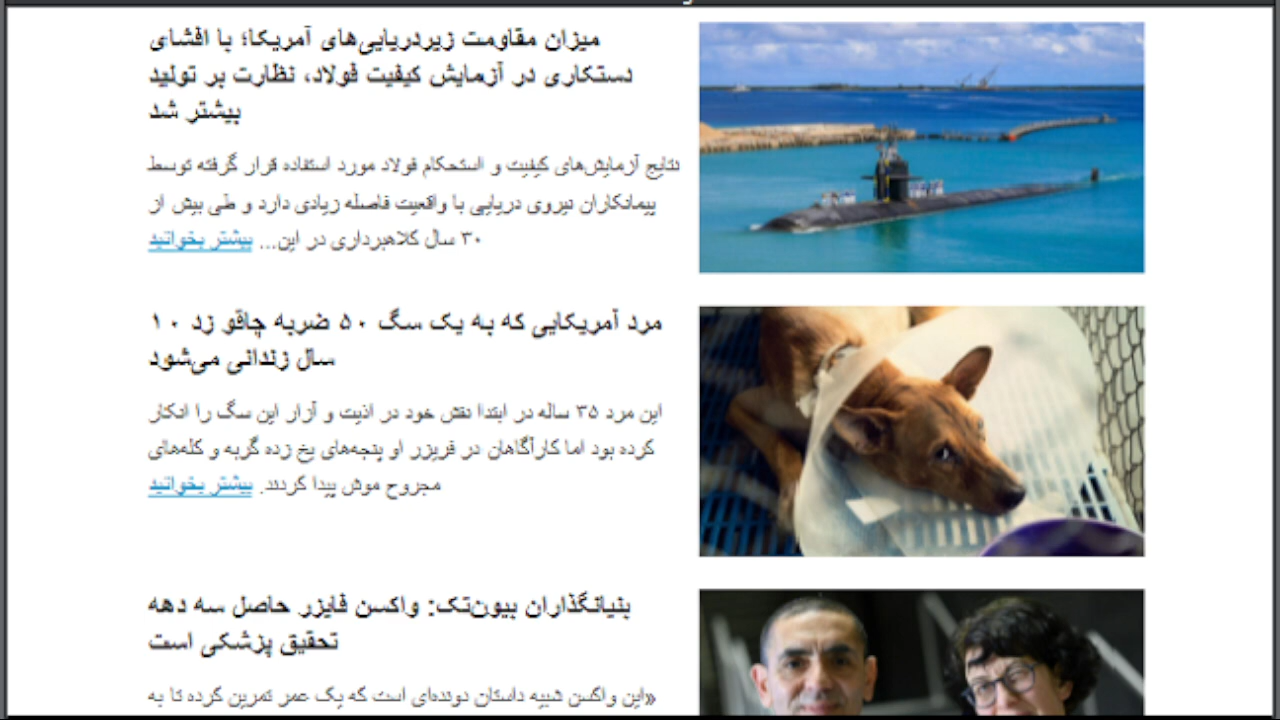 میزان مقاومت زیردریایی‌های آمریکا؛ با افشای
دستکاری در آزمایش کیفیت فولاد، نظارت بر تولید
بیشتر شد
نتایج آزمایش‌های کیفیت و استحکام فولاد مورد استفاده قرار گرفته توسط
پیمانکاران نیروی دریایی با واقعیت فاصله زیادی دارد و طی بیش از
۳۰ سال کلاهبرداری در این... بیشتر بخوانید
مرد آمریکایی که به یک سگ ۵۰ ضربه چاقو زد ۱۰
سال زندانی می‌شود
این مرد ۳۵ ساله در ابتدا نقش خود در اذیت و آزار این سگ را انکار
کرده بود اما کارآگاهان در فریزر او پنجه‌های یخ زده گربه و کله‌های
مجروح موش پیدا کردند. بیشتر بخوانید
بنیانگذاران بیون‌تک: واکسن فایزر حاصل سه دهه
تحقیق پزشکی است
«این واکسن شبیه داستان دونده‌ای است که یک عمر تمرین کرده تا به